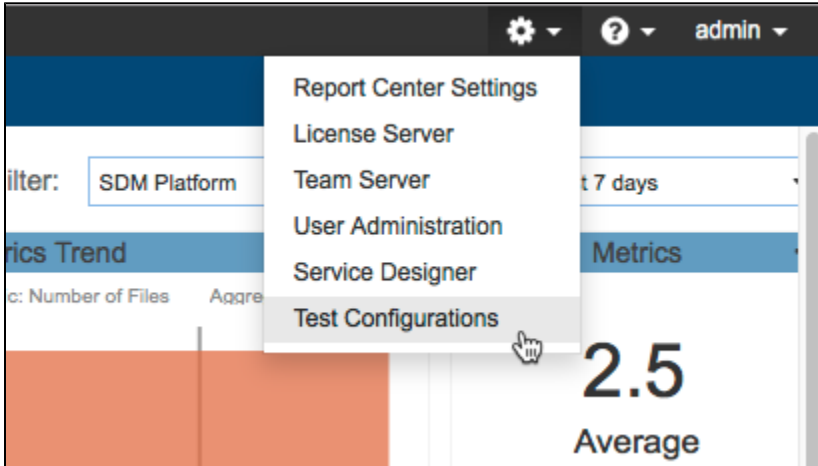 admin
Report Center Settings
License Server
Team Server
User Administration
Service Designer
Test Configurations
ilter: SDM Platform t 7 days
rics Trend Metrics
c: Number of Files Aggre
2.5
Average